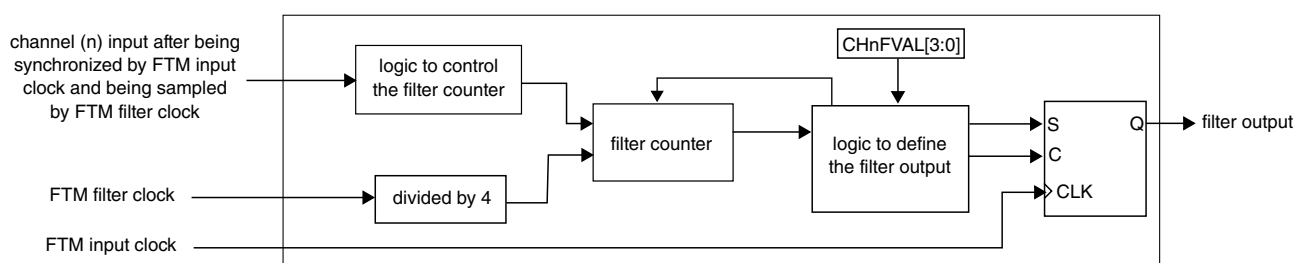 channel (n) input after being
synchronized by FTM input
clock and being sampled
by FTM filter clock
logic to control
the filter counter
CHnFVAL[3:0]
filter counter
logic to define
the filter output
S
Q
C
CLK
filter output
FTM filter clock
divided by 4
FTM input clock